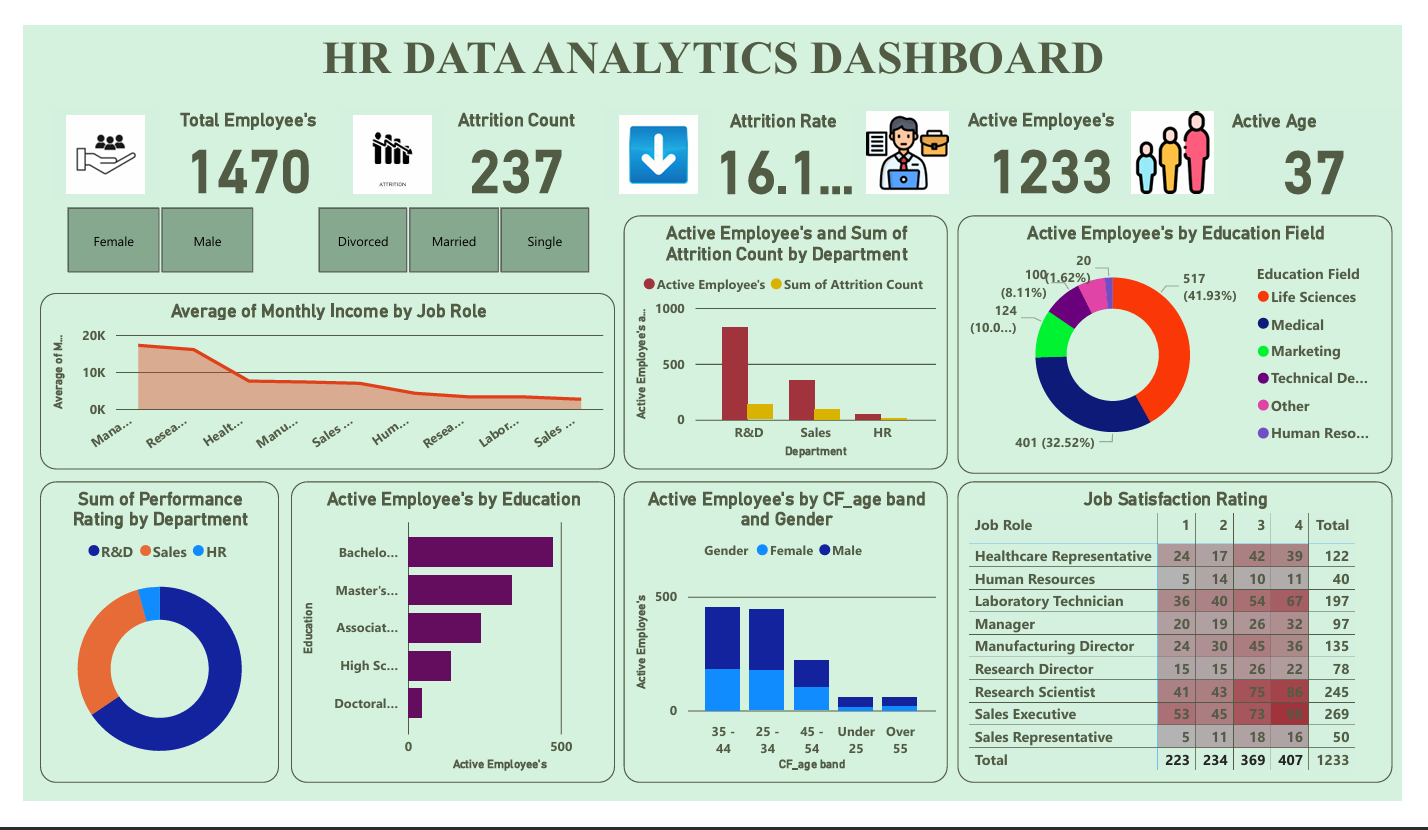 HR DATA ANALYTICS DASHBOARD
Total Employee's
1470
ATTRITION
Attrition Count
237
Attrition Rate
16.1...
Active Employee's
1233
Active Age
37
Female
Male
Divorced
Married
Single
Average of Monthly Income by Job Role
Average of M...
20K
10K
0K
Mana...
Resea...
Healt...
Manu...
Sales ...
Hum...
Resea...
Labor...
Sales ...
Active Employee's and Sum of
Attrition Count by Department
Active Employee's
Sum of Attrition Count
Active Employee's a...
1000
500
0
R&D
Sales
HR
Department
Active Employee's by Education Field
517
(41.93%)
401 (32.52%)
124
(10.0...)
100
(8.11%)
20
(1.62%)
Education Field
Life Sciences
Medical
Marketing
Technical De...
Other
Human Reso...
Sum of Performance
Rating by Department
R&D
Sales
HR
Active Employee's by Education
Education
Bachelo...
Master's...
Associat...
High Sc...
Doctoral...
0
500
Active Employee's
Active Employee's by CF_age band
and Gender
Gender
Female
Male
Active Employee's
500
0
35 -
44
25 -
34
45 -
54
Under
25
Over
55
CF_age band
Job Satisfaction Rating
Job Role 1 2 3 4 Total
Healthcare Representative 24 17 42 39 122
Human Resources 5 14 10 11 40
Laboratory Technician 36 40 54 67 197
Manager 20 19 26 32 97
Manufacturing Director 24 30 45 36 135
Research Director 15 15 26 22 78
Research Scientist 41 43 75 86 245
Sales Executive 53 45 73 98 269
Sales Representative 5 11 18 16 50
Total 223 234 369 407 1233